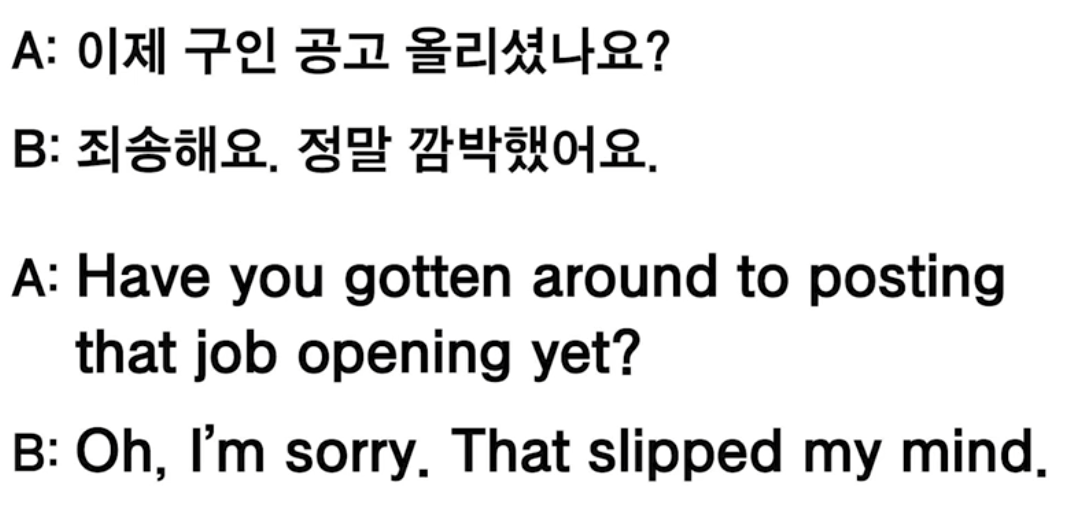 A: 이제 구인 공고 올리셨나요?
B: 죄송해요. 정말 깜박했어요.
A: Have you gotten around to posting
that job opening yet?
B: Oh, I’m sorry. That slipped my mind.